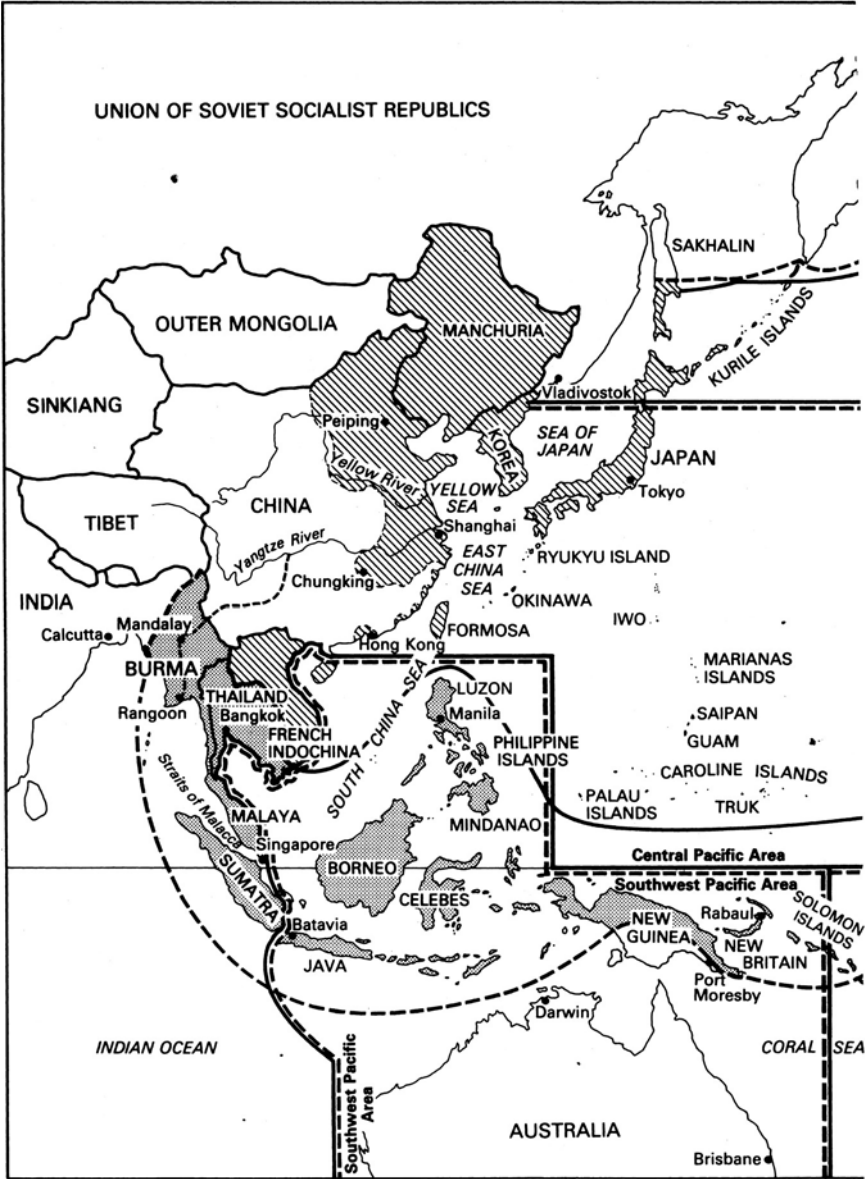 UNION OF SOVIET SOCIALIST REPUBLICS
SAKHALIN
OUTER MONGOLIA
MANCHURIA
KURILE ISLANDS
SINKIANG
Vladivostok
Peiping
KOREA
SEA OF
JAPAN
JAPAN
Tokyo
Yellow River
YELLOW
SEA
CHINA
TIBET
Shanghai
Yangtze River
EAST
CHINA
SEA
RYUKYU ISLAND
Chungking
OKINAWA
INDIA
IWO
Mandalay
Calcutta
FORMOSA
Hong Kong
BURMA
MARIANAS
ISLANDS
THAILAND
LUZON
Rangoon
Bangkok
Manila
SAIPAN
FRENCH
INDOCHINA
SOUTH CHINA SEA
PHILIPPINE
ISLANDS
GUAM
CAROLINE ISLANDS
Straits of Malacca
PALAU
ISLANDS
TRUK
MALAYA
MINDANAO
Singapore
Central Pacific Area
BORNEO
SUMATRA
Southwest Pacific Area
CELEBES
NEW
GUINEA
Rabaul
SOLOMON
ISLANDS
Batavia
NEW
BRITAIN
JAVA
Port
Moresby
Darwin
INDIAN OCEAN
CORAL SEA
Southwest Pacific
Area
AUSTRALIA
Brisbane